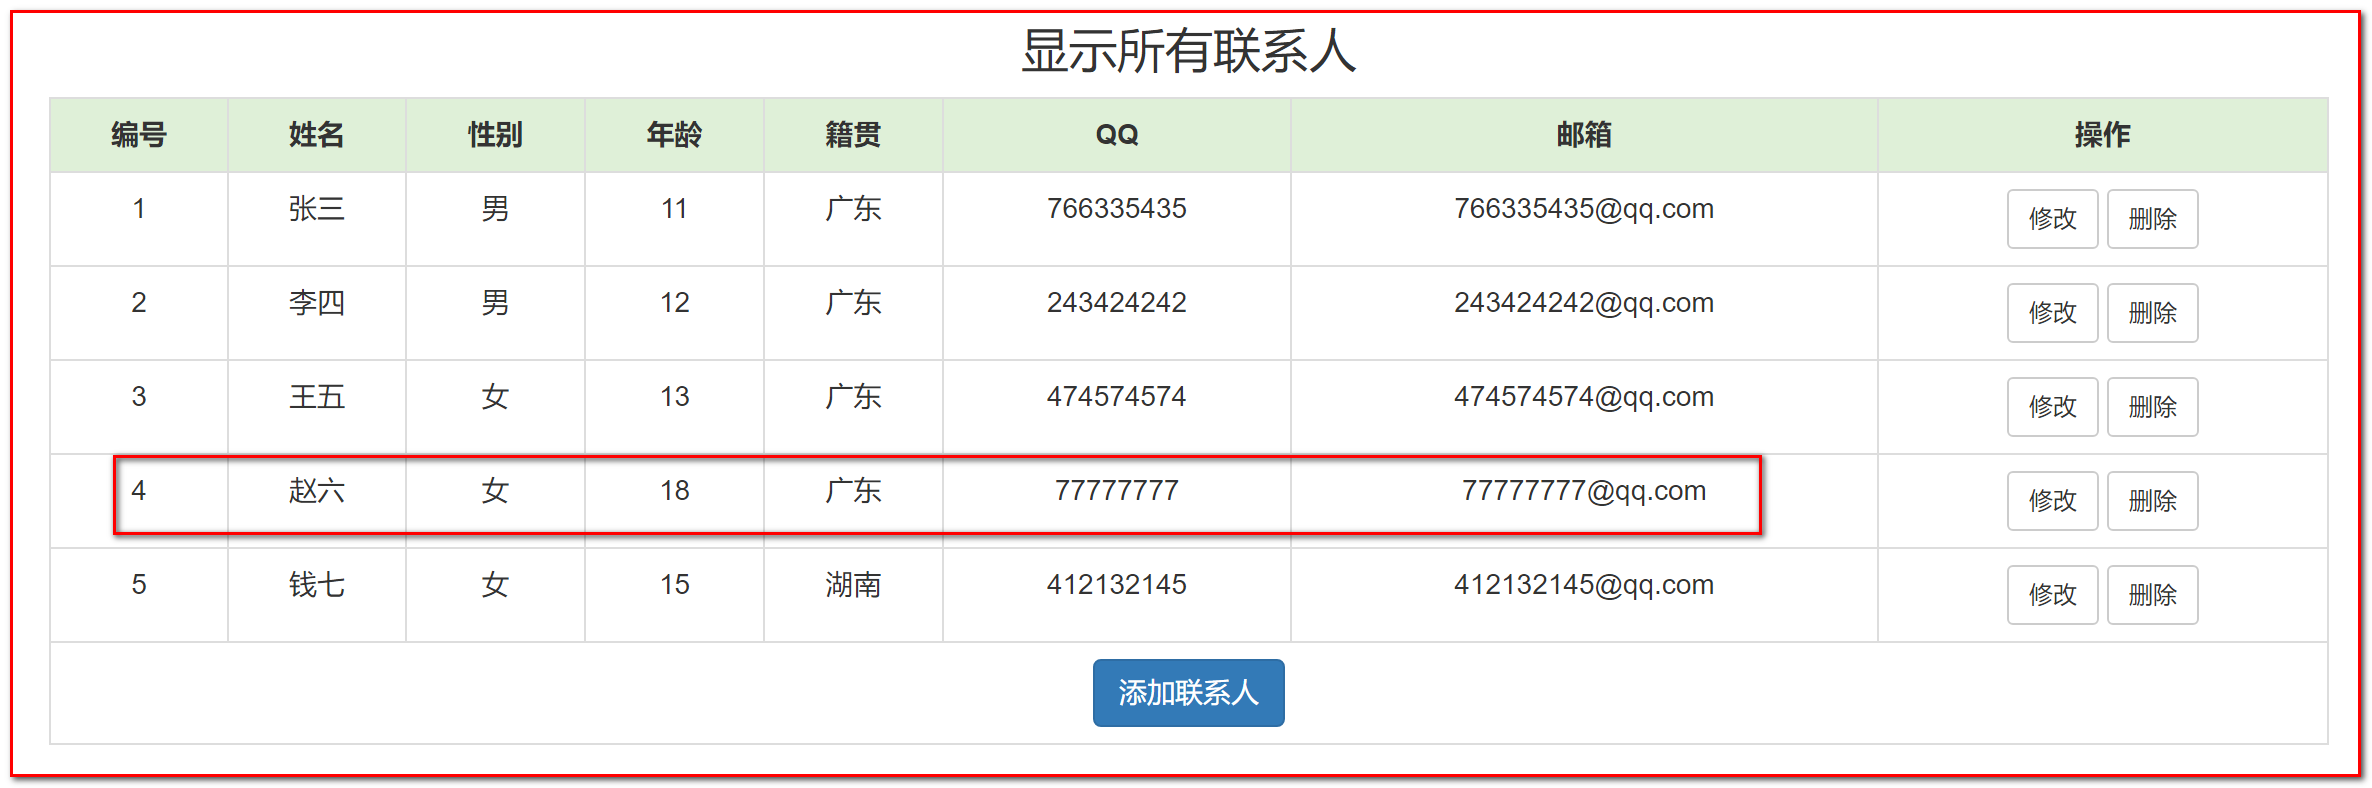 显示所有联系人
编号 姓名 性别 年龄 籍贯 QQ 邮箱 操作
1 张三 男 11 广东 766335435 766335435@qq.com 修改 删除
2 李四 男 12 广东 243424242 243424242@qq.com 修改 删除
3 王五 女 13 广东 474574574 474574574@qq.com 修改 删除
4 赵六 女 18 广东 77777777 77777777@qq.com 修改 删除
5 钱七 女 15 湖南 412132145 412132145@qq.com 修改 删除
添加联系人